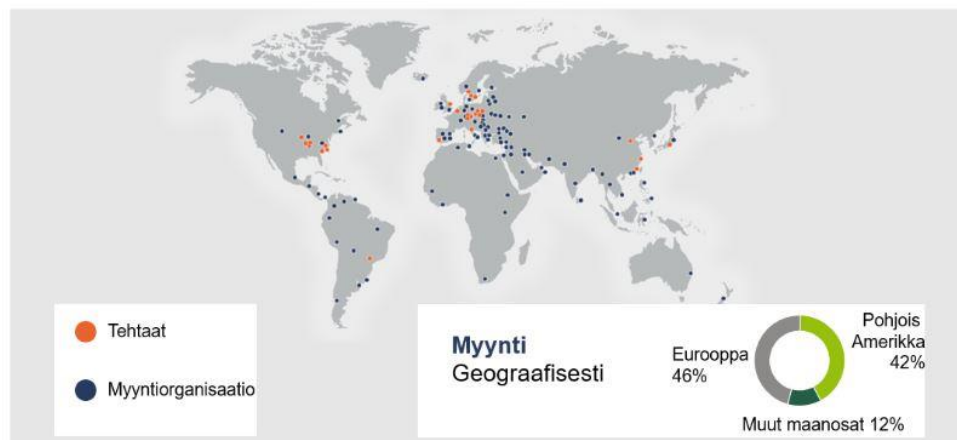 Tehtaat
Myyntiorganisaatio
Myynti
Geograafisesti
Eurooppa
46%
Pohjois
Amerikka
42%
Muut maanosat 12%